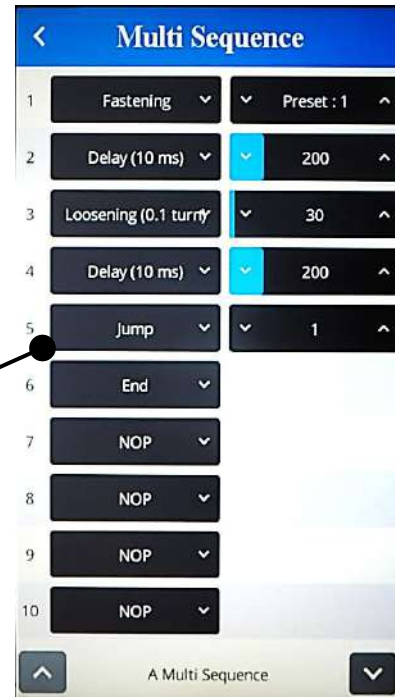 Multi Sequence
1 Fastening Preset : 1
2 Delay (10 ms) 200
3 Loosening (0.1 turn) 30
4 Delay (10 ms) 200
5 Jump 1
6 End
7 NOP
8 NOP
9 NOP
10 NOP
A Multi Sequence